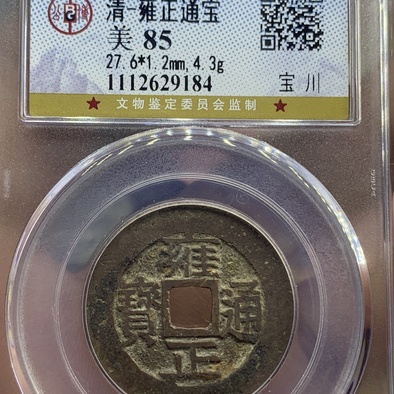 清-雍正通宝
美 85
27.6*1.2mm,4.3g
1112629184
宝 川
★ 文物鉴定委员会监制 ★
雍正通寶